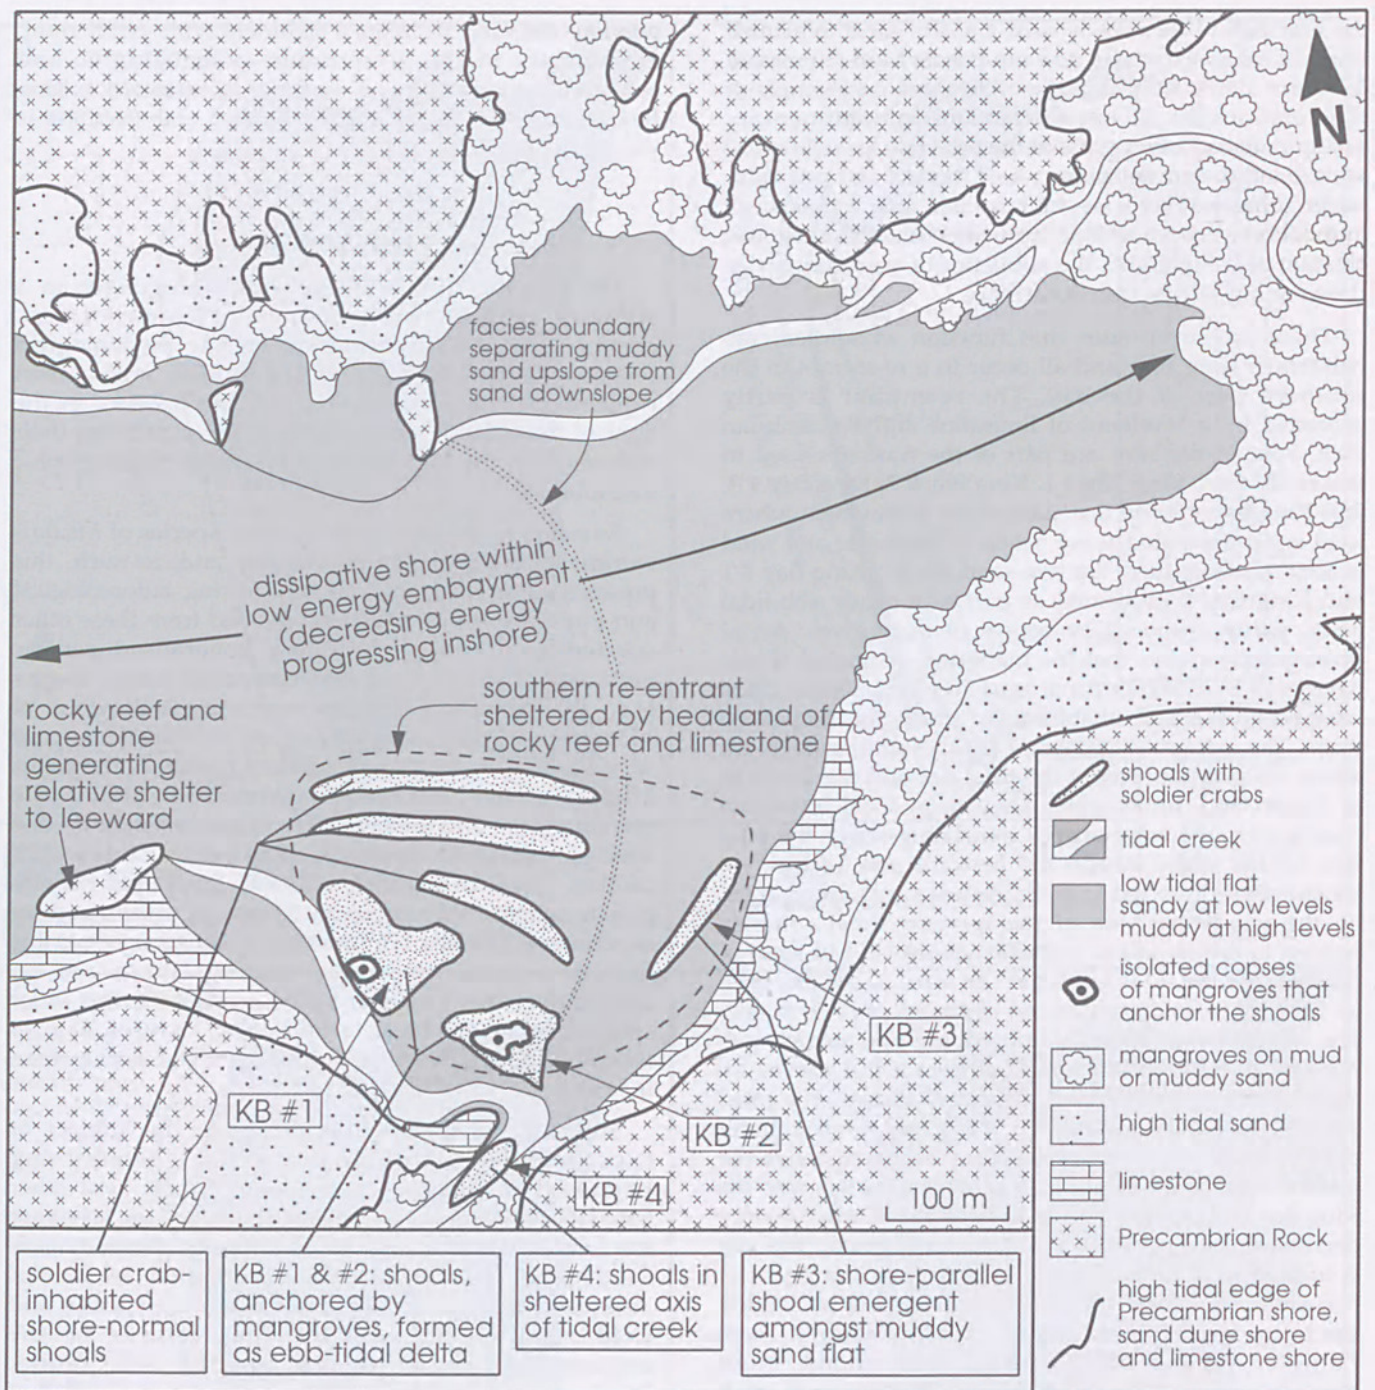 N
facies boundary
separating muddy
sand upslope from
sand downslope
dissipative shore within
low energy embayment
(decreasing energy
progressing inshore)
rocky reef and
limestone
generating
relative shelter
to leeward
southern re-entrant
sheltered by headland of
rocky reef and limestone
KB #3
KB #1
KB #2
KB #4
100 m
shoals with
soldier crabs
tidal creek
low tidal flat
sandy at low levels
muddy at high levels
isolated copses
of mangroves that
anchor the shoals
mangroves on mud
or muddy sand
high tidal sand
limestone
Precambrian Rock
high tidal edge of
Precambrian shore,
sand dune shore
and limestone shore
soldier crab-
inhabited
shore-normal
shoals
KB #1 & #2: shoals,
anchored by
mangroves, formed
as ebb-tidal delta
KB #4: shoals in
sheltered axis
of tidal creek
KB #3: shore-parallel
shoal emergent
amongst muddy
sand flat